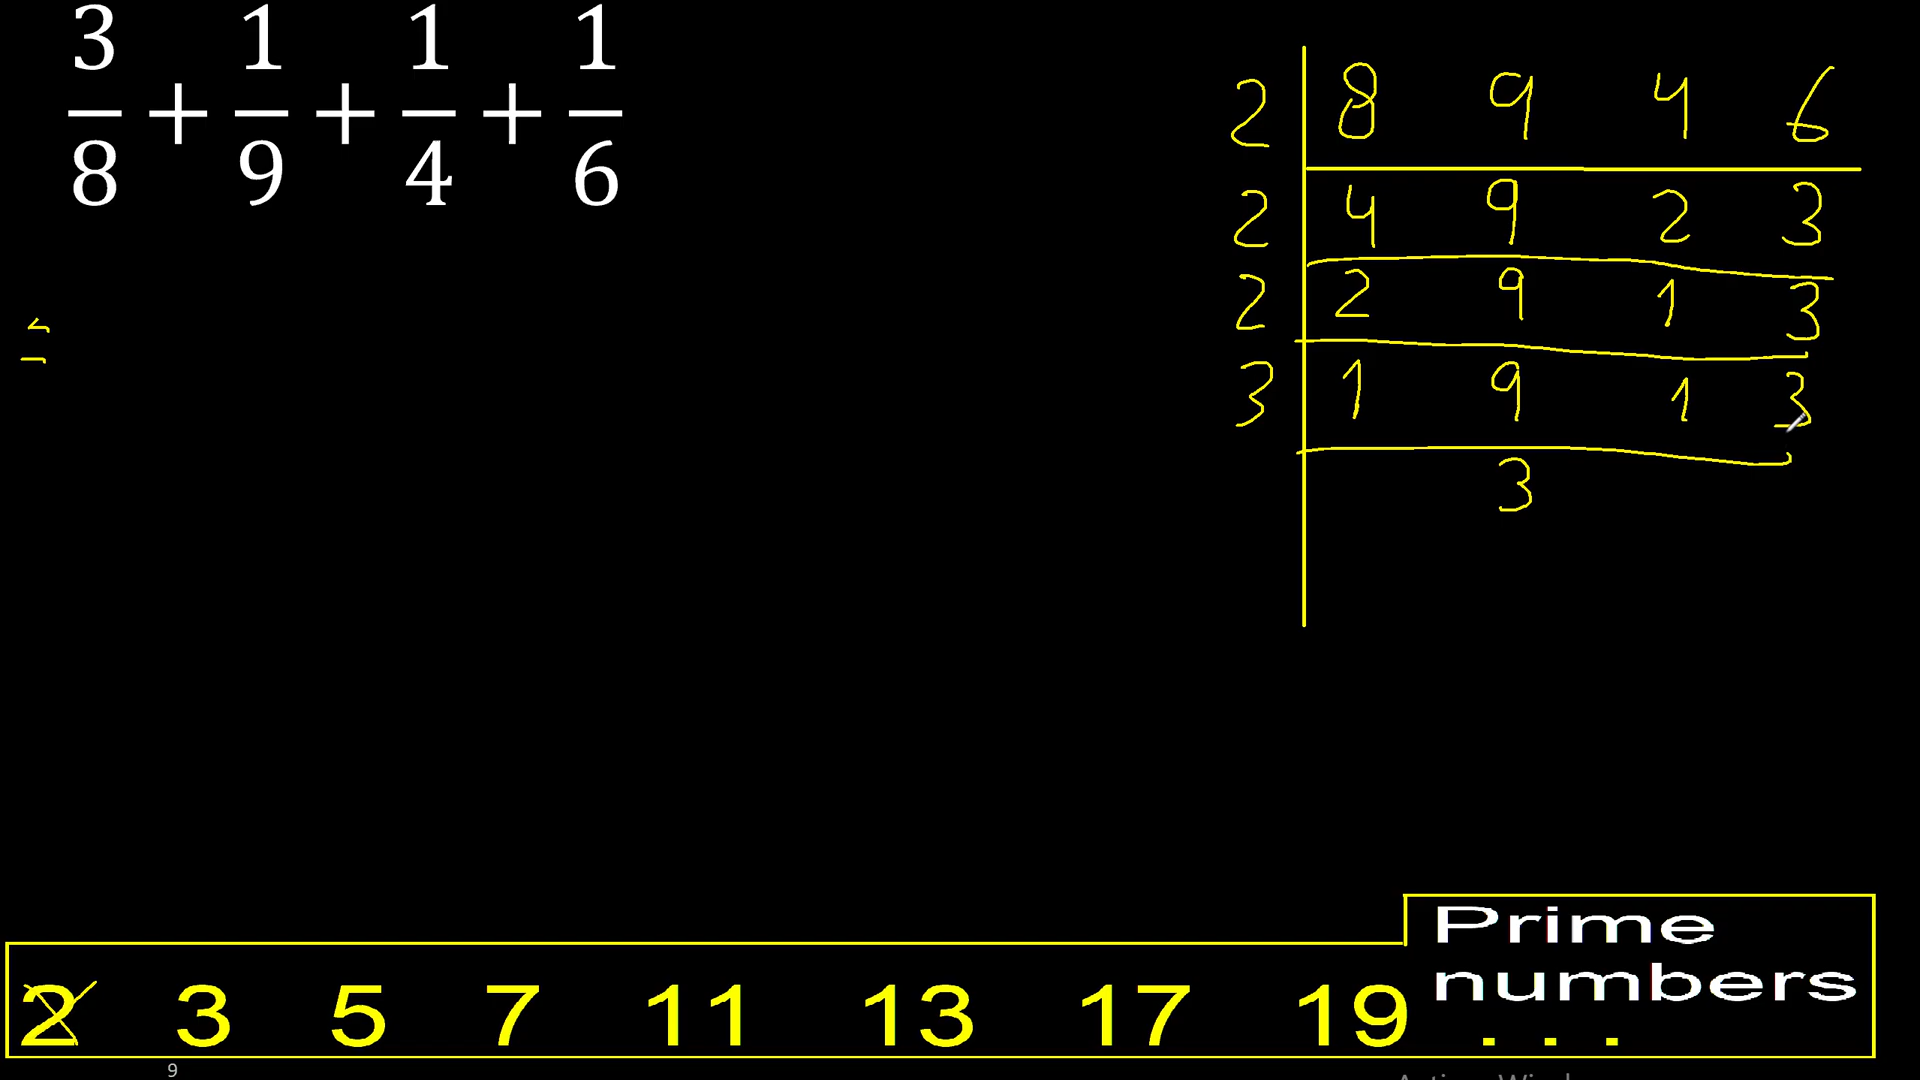 3/8 + 1/9 + 1/4 + 1/6
2 | 8 9 4 6
2 | 4 9 2 3
2 | 2 9 1 3
3 | 1 9 1 3
3
Prime
numbers
2 3 5 7 11 13 17 19 . . .
9